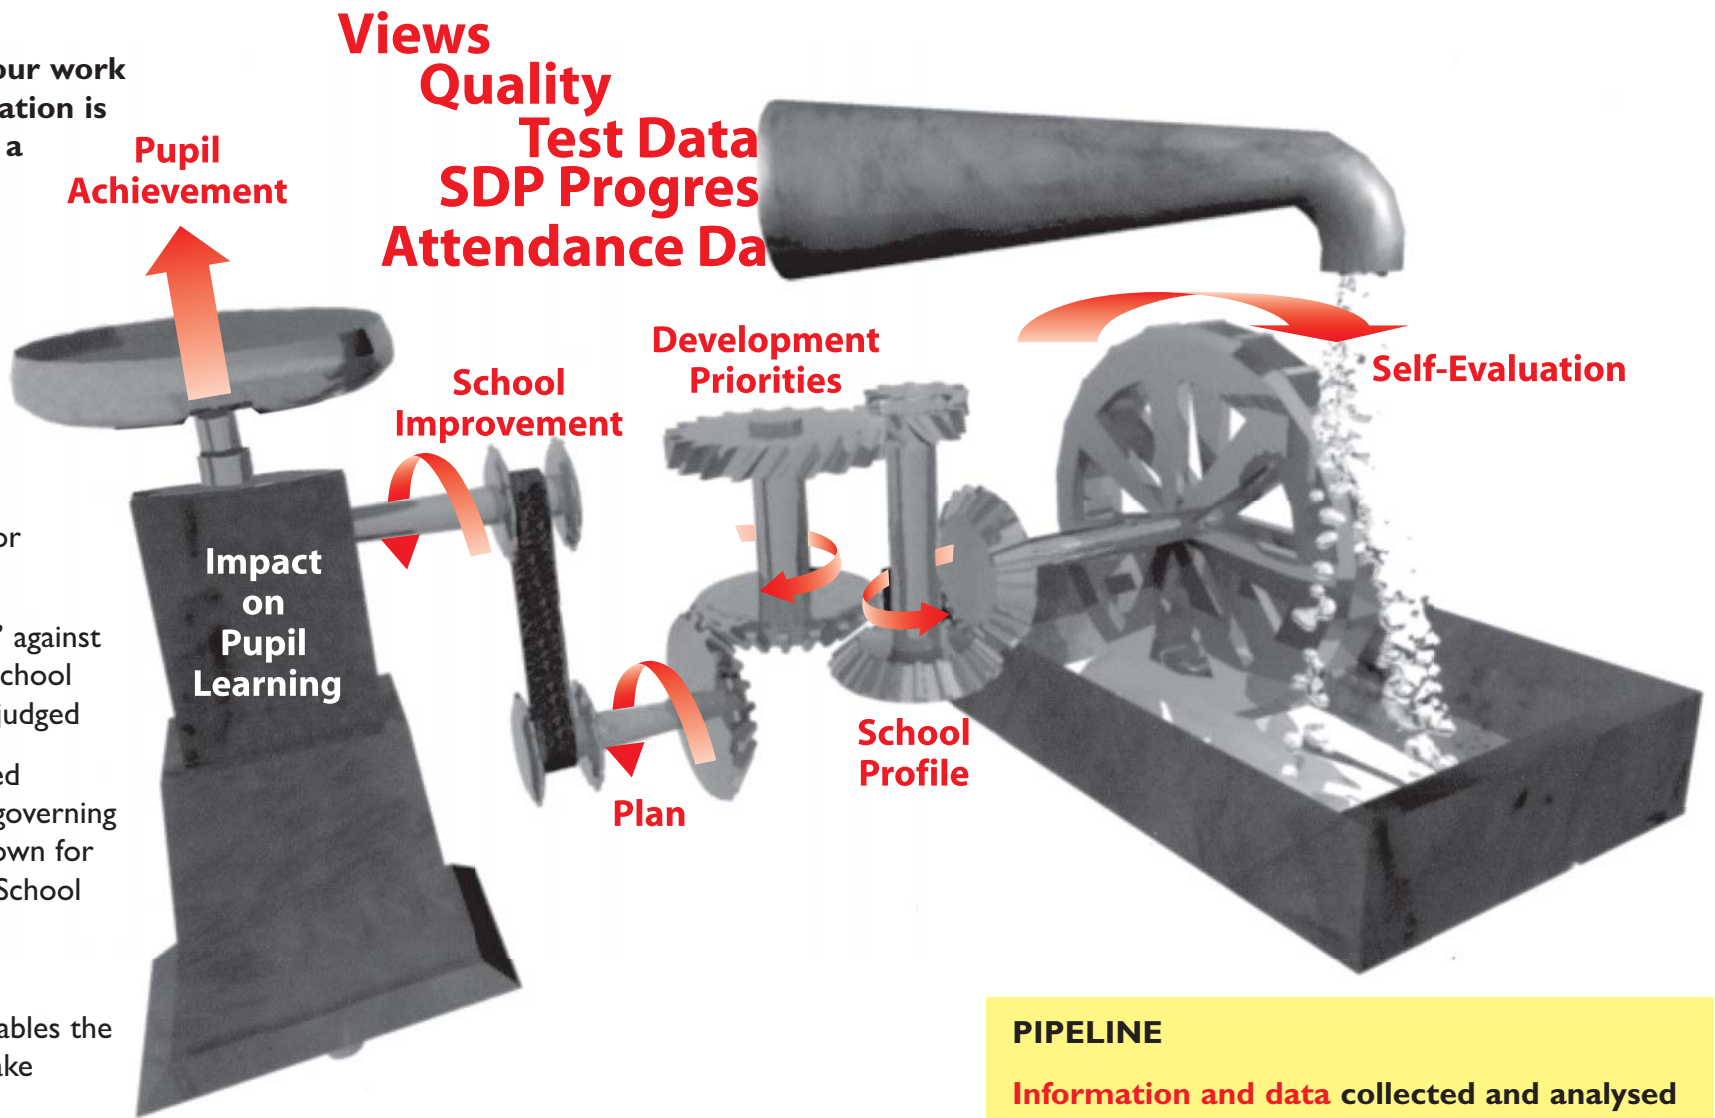 our work
ation is
a
Views
Quality
Test Data
SDP Progres
Attendance Da
Pupil
Achievement
Development
Priorities
School
Improvement
Self-Evaluation
Impact
on
Pupil
Learning
School
Profile
Plan
or
’ against
chool
judged
ed
governing
own for
School
ables the
ake
PIPELINE
Information and data collected and analysed